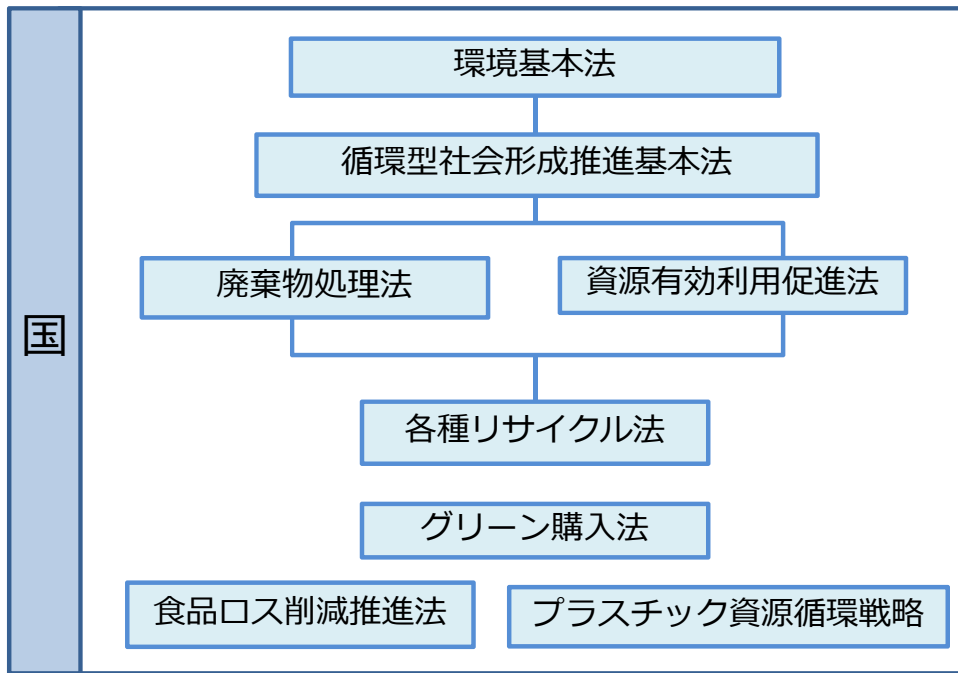 国
環境基本法
循環型社会形成推進基本法
廃棄物処理法
資源有効利用促進法
各種リサイクル法
グリーン購入法
食品ロス削減推進法
プラスチック資源循環戦略